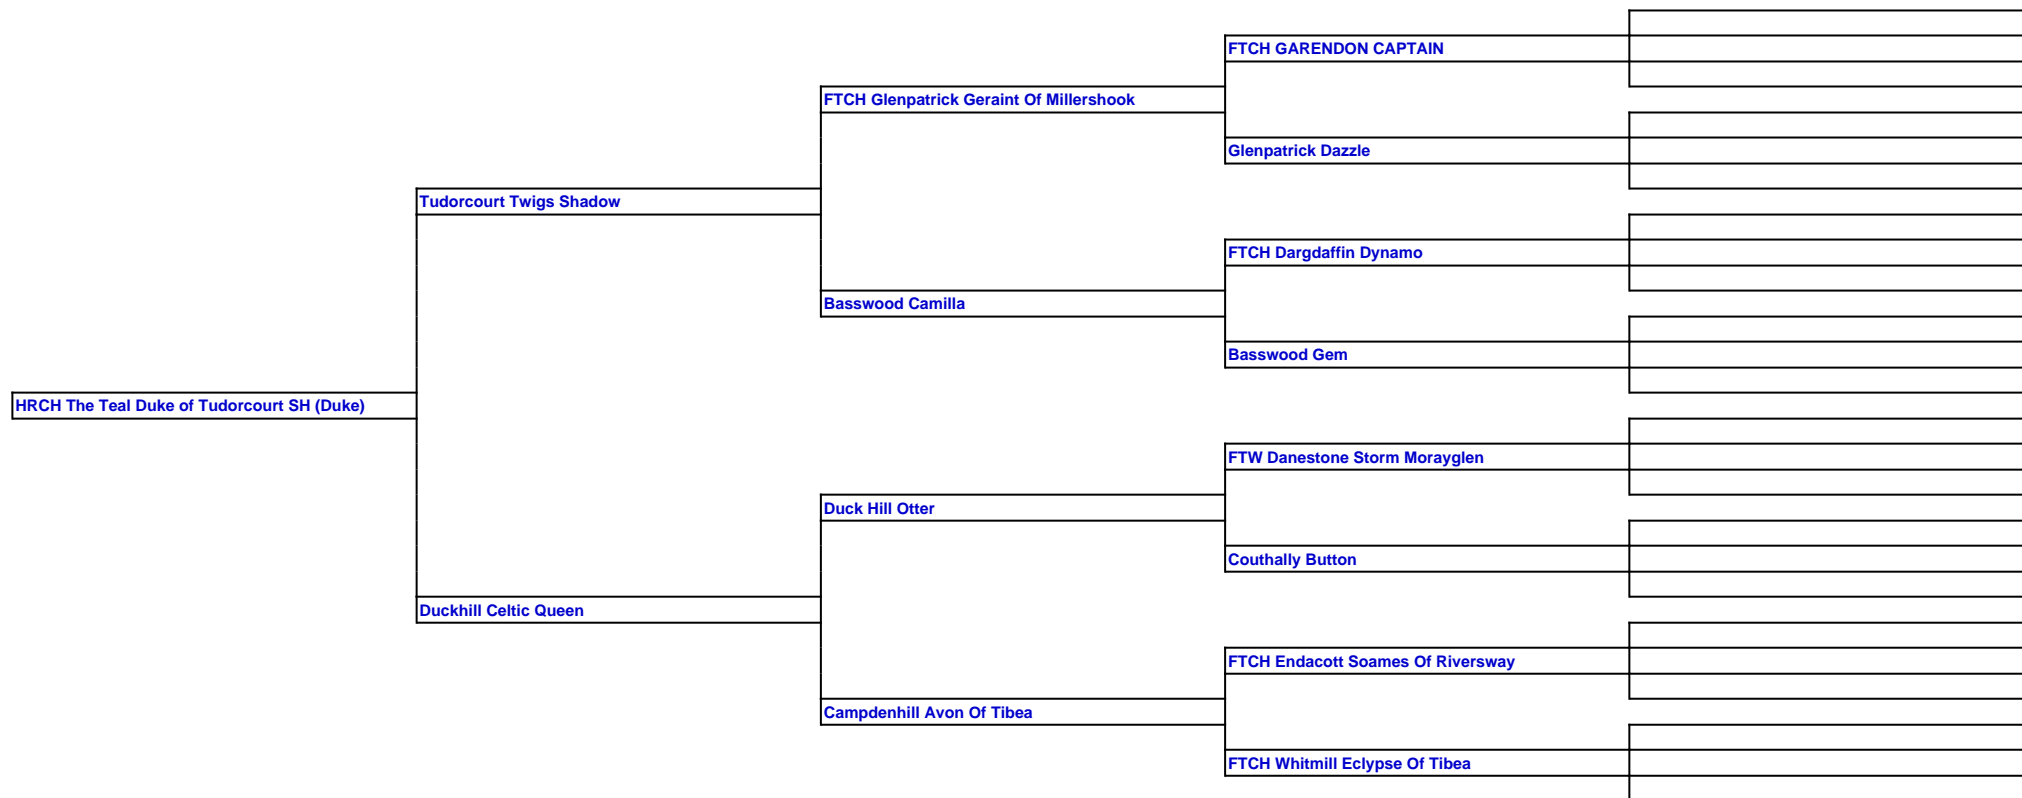 FTCH GARENDON CAPTAIN
FTCH Glenpatrick Geraint Of Millershook
Glenpatrick Dazzle
Tudorcourt Twigs Shadow
FTCH Dargdaffin Dynamo
Basswood Camilla
Basswood Gem
HRCH The Teal Duke of Tudorcourt SH (Duke)
FTW Danestone Storm Morayglen
Duck Hill Otter
Couthally Button
Duckhill Celtic Queen
FTCH Endacott Soames Of Riversway
Campdenhill Avon Of Tibea
FTCH Whitmill Eclypse Of Tibea